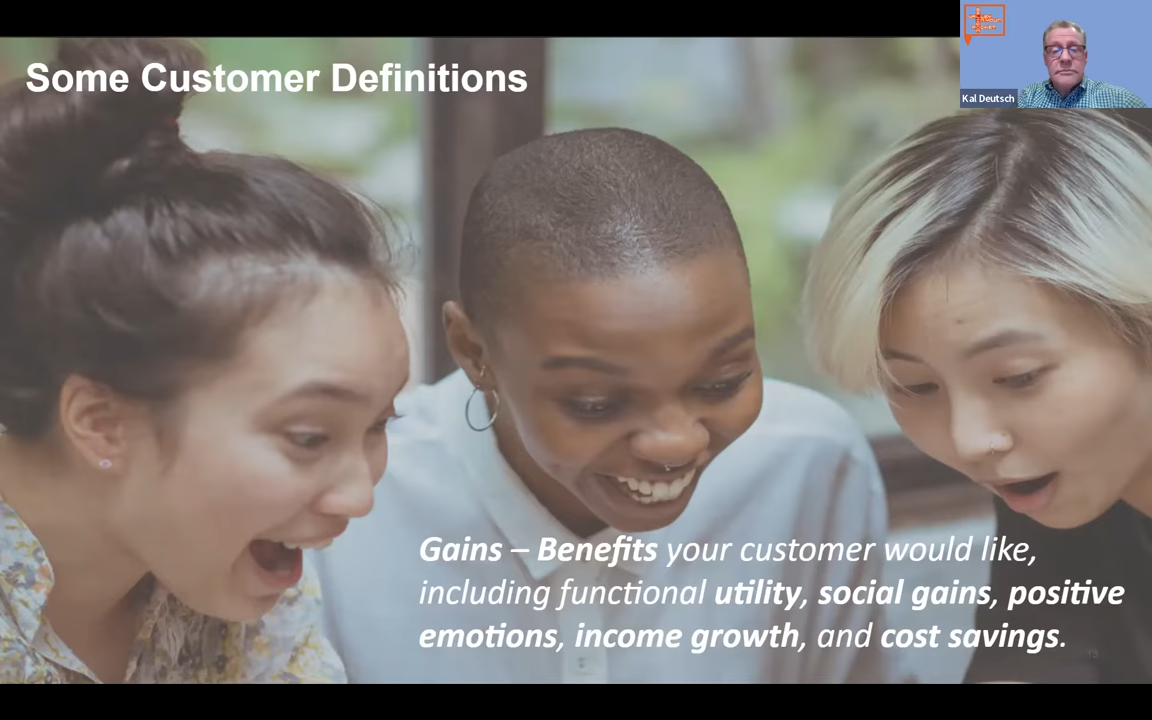 Some Customer Definitions
Kal Deutsch
Gains – Benefits your customer would like,
including functional utility, social gains, positive
emotions, income growth, and cost savings.
13